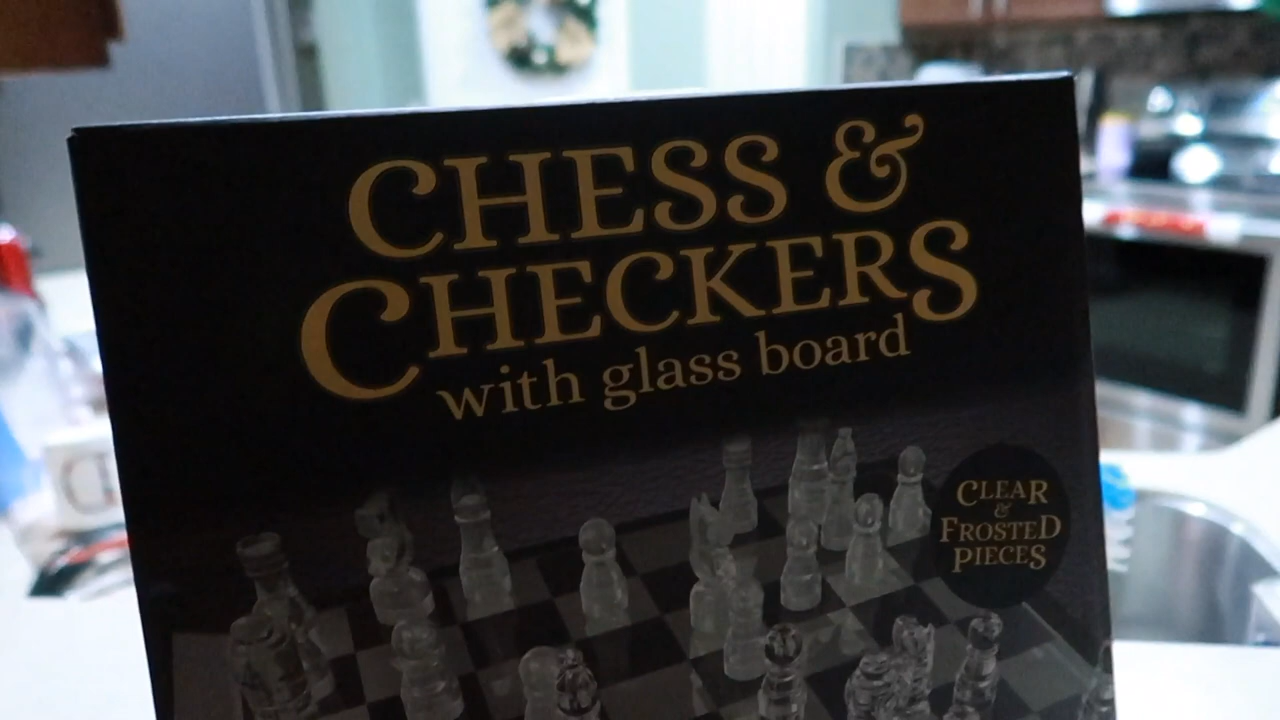 CHESS &
CHECKERS
with glass board
CLEAR
&
FROSTED
PIECES